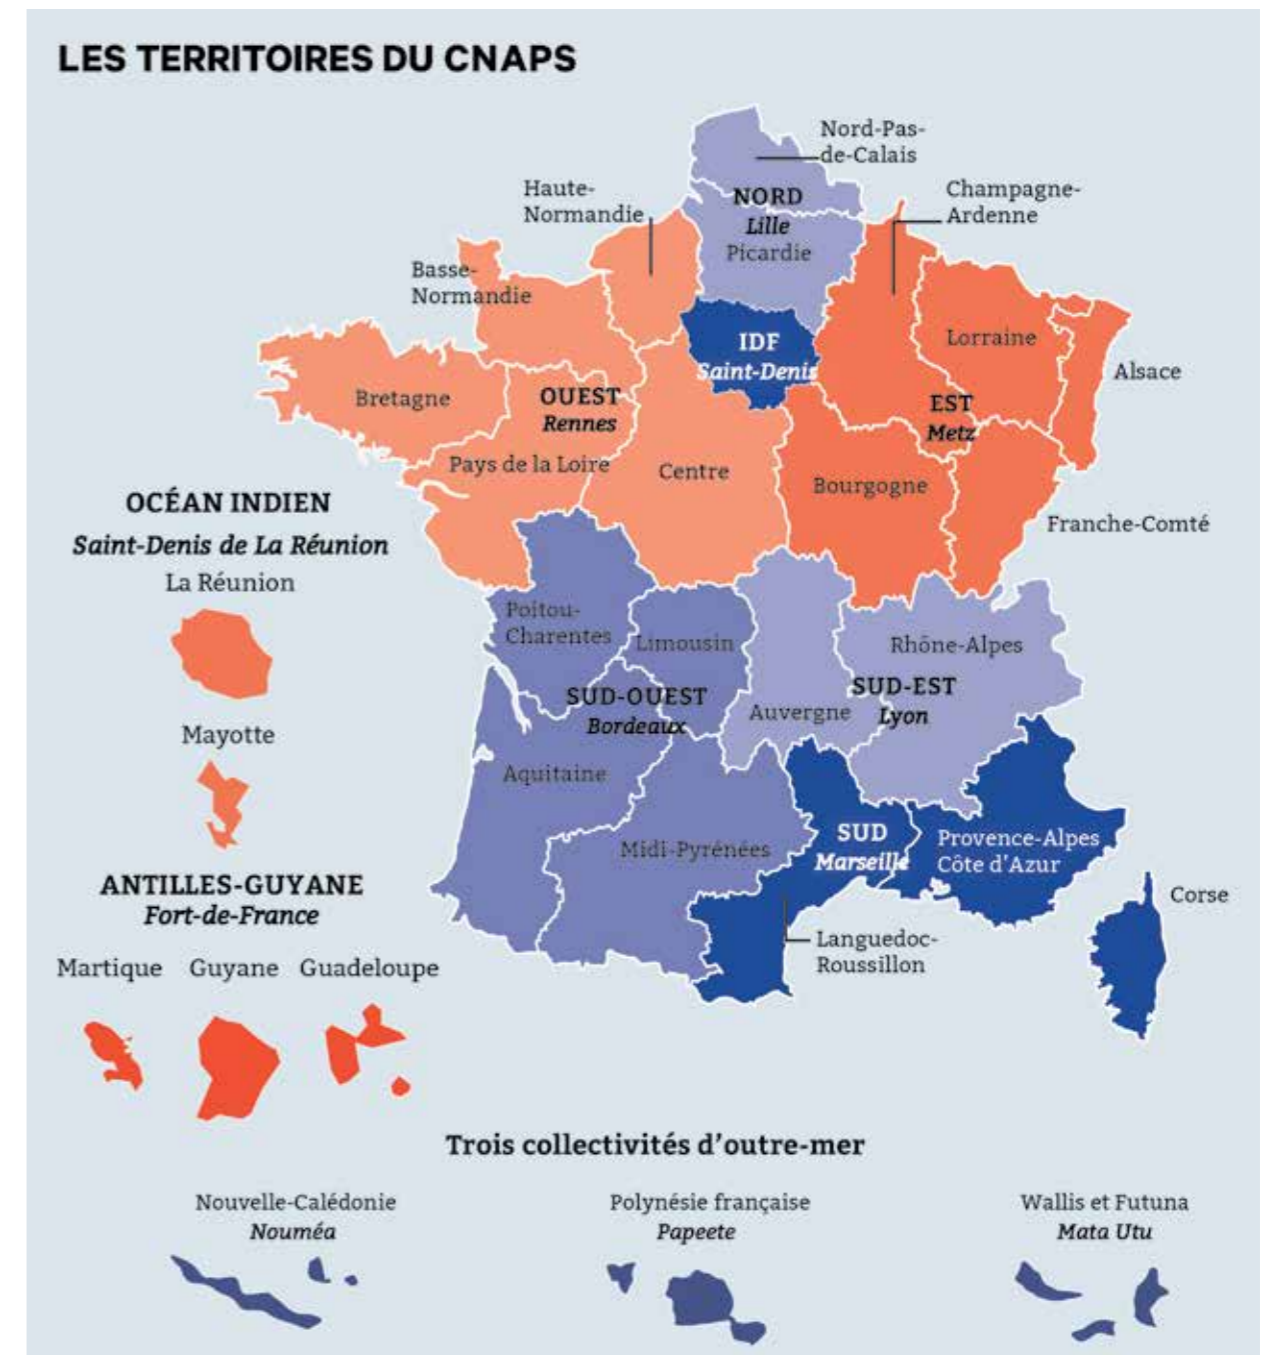 LES TERRITOIRES DU CNAPS
Nord-Pas-
de-Calais
Haute-
Normandie
NORD
Lille
Picardie
Champagne-
Ardenne
Basse-
Normandie
IDF
Saint-Denis
Lorraine
Alsace
Bretagne
OUEST
Rennes
EST
Metz
Pays de la Loire
Centre
Bourgogne
Franche-Comté
OCÉAN INDIEN
Saint-Denis de La Réunion
La Réunion
Mayotte
Poitou-
Charentes
Limousin
Rhône-Alpes
SUD-OUEST
Bordeaux
Auvergne
SUD-EST
Lyon
Aquitaine
Midi-Pyrénées
SUD
Marseille
Provence-Alpes
Côte d'Azur
Corse
Languedoc-
Roussillon
ANTILLES-GUYANE
Fort-de-France
Martique
Guyane
Guadeloupe
Trois collectivités d'outre-mer
Nouvelle-Calédonie
Nouméa
Polynésie française
Papeete
Wallis et Futuna
Mata Utu